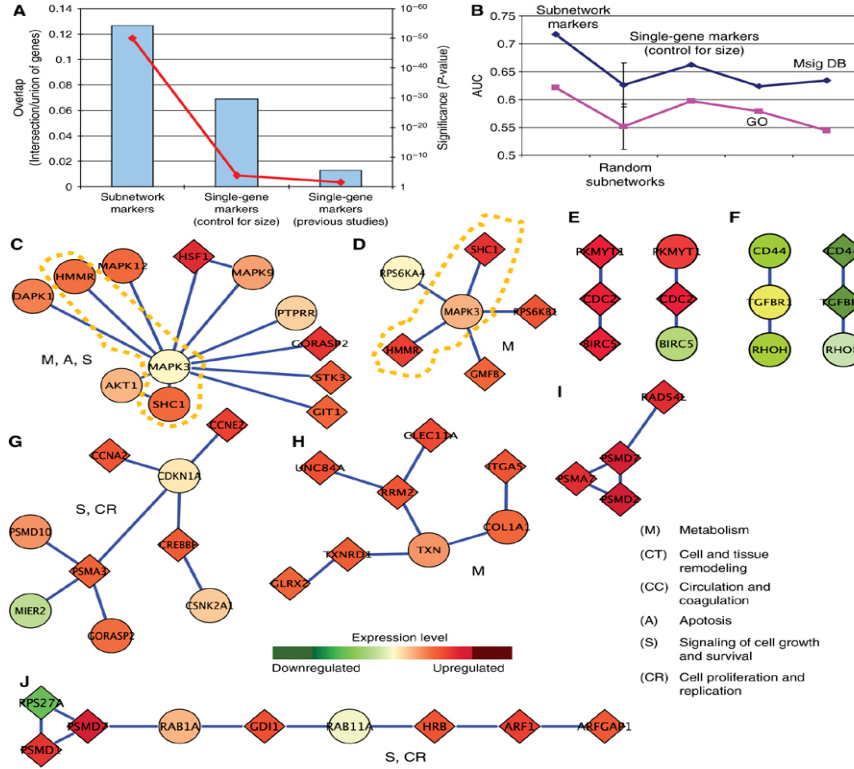 A
0.14
0.12
0.1
0.08
0.06
0.04
0.02
0
Overlap
(Intersection/union of genes)
10−60
10−50
10−40
10−30
10−20
10−10
1
Significance (P-value)
Subnetwork
markers
Single-gene
markers
(control for size)
Single-gene
markers
(previous studies)
B
0.75
0.7
0.65
0.6
0.55
0.5
AUC
Subnetwork
markers
Single-gene markers
(control for size)
Msig DB
GO
Random
subnetworks
C
HMMR
MAPK12
HSF1
MAPK9
DAPK1
PTPRR
GORASP2
M, A, S
MAPK3
STK3
AKT1
SHC1
GIT1
D
SHC1
RPS6KA4
MAPK3
RPS6KB1
HMMR
M
GMFB
E
PKMYT1
PKMYT1
CDC2
CDC2
BIRC5
BIRC5
F
CD44
CD44
TGFBR1
TGFBR
RHOH
RHOH
G
CCNE2
CCNA2
CDKN1A
S, CR
PSMD10
CREBBP
PSMA3
MIER2
CSNK2A1
GORASP2
H
CLEC11A
UNC84A
ITGA5
RRM2
COL1A1
TXNRD1
TXN
M
GLRX2
I
RAD54L
PSMD7
PSMA7
PSMD2
(M) Metabolism
(CT) Cell and tissue
remodeling
(CC) Circulation and
coagulation
(A) Apotosis
(S) Signaling of cell growth
and survival
(CR) Cell proliferation and
replication
Expression level
Downregulated
Upregulated
J
RPS27A
PSMD7
RAB1A
GDI1
RAB11A
HRB
ARF1
ARFGAP1
PSMD1
S, CR